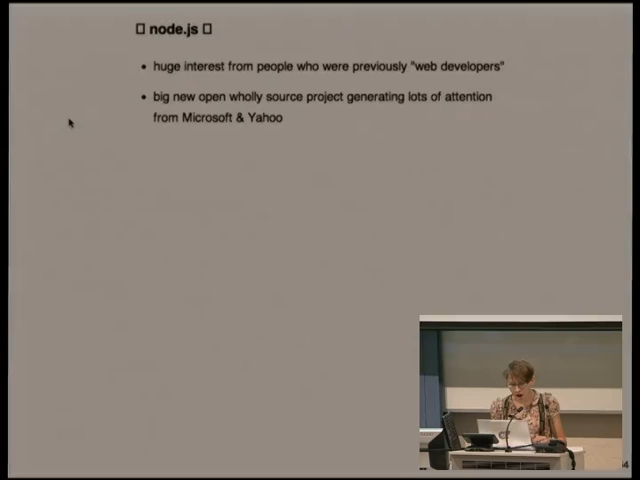 ▯ node.js ▯
• huge interest from people who were previously "web developers"
• big new open wholly source project generating lots of attention
from Microsoft & Yahoo